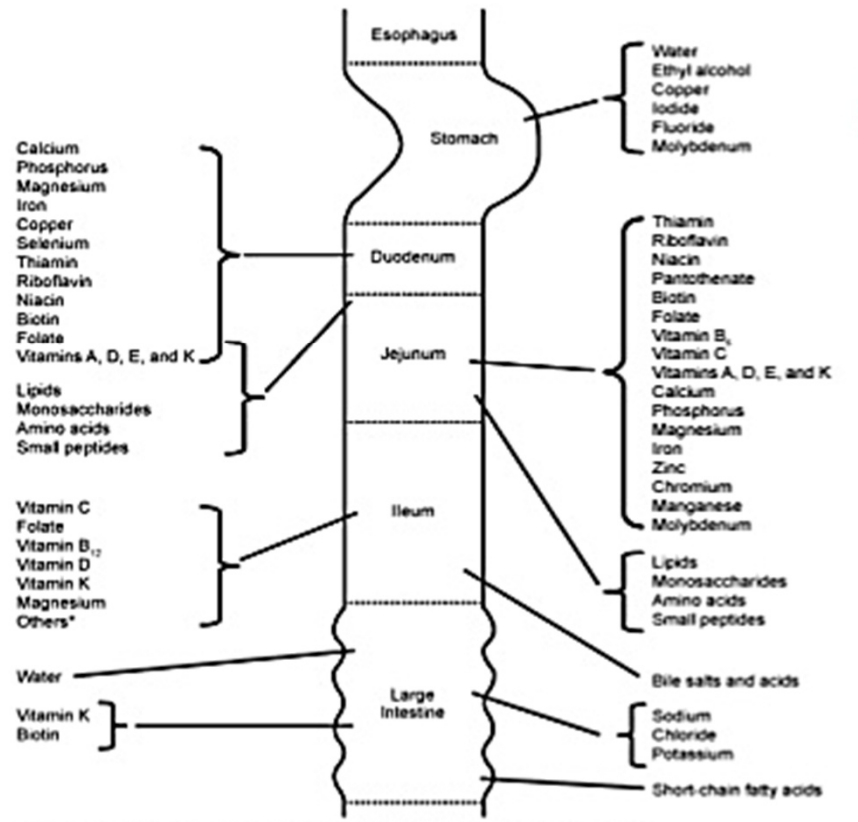 Esophagus
Stomach
Duodenum
Jejunum
Ileum
Large
Intestine
Calcium
Phosphorus
Magnesium
Iron
Copper
Selenium
Thiamin
Riboflavin
Niacin
Biotin
Folate
Vitamins A, D, E, and K
Lipids
Monosaccharides
Amino acids
Small peptides
Vitamin C
Folate
Vitamin B₁₂
Vitamin D
Vitamin K
Magnesium
Others*
Water
Vitamin K
Biotin
Water
Ethyl alcohol
Copper
Iodide
Fluoride
Molybdenum
Thiamin
Riboflavin
Niacin
Pantothenate
Biotin
Folate
Vitamin B₆
Vitamin C
Vitamins A, D, E, and K
Calcium
Phosphorus
Magnesium
Iron
Zinc
Chromium
Manganese
Molybdenum
Lipids
Monosaccharides
Amino acids
Small peptides
Bile salts and acids
Sodium
Chloride
Potassium
Short-chain fatty acids